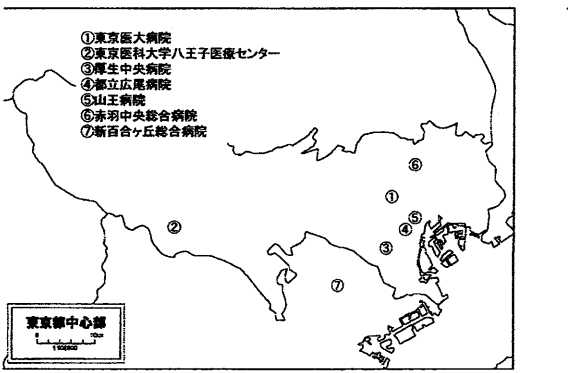 ①東京医大病院
②東京医科大学八王子医療センター
③厚生中央病院
④都立広尾病院
⑤山王病院
⑥赤羽中央総合病院
⑦新百合ヶ丘総合病院
⑥
①
⑤
②
④
③
⑦
東京都中心部
0 10km